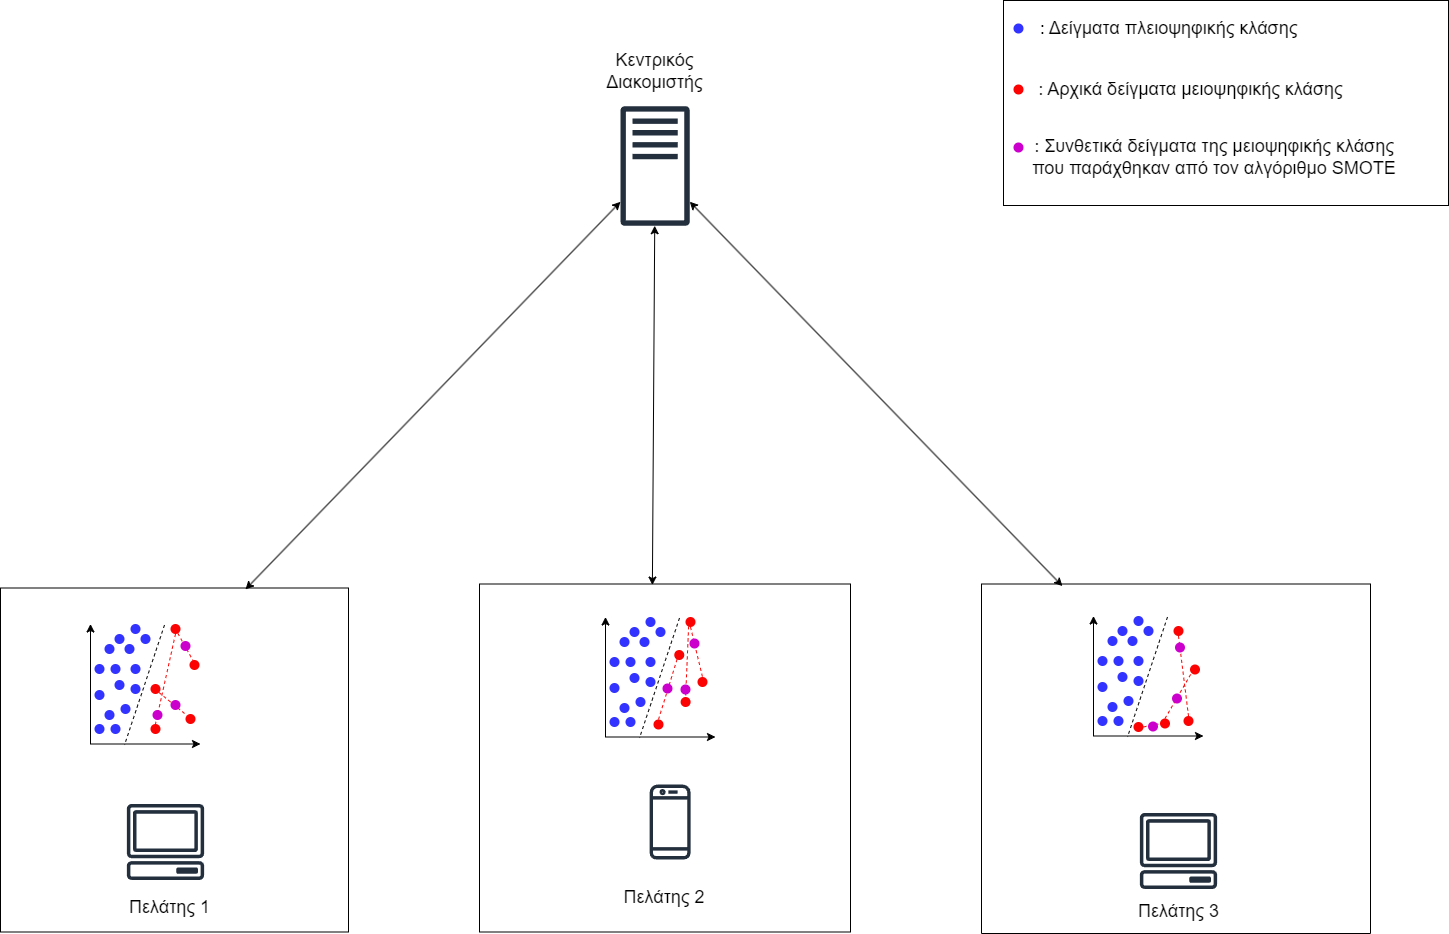 : Δείγματα πλειοψηφικής κλάσης
Κεντρικός
Διακομιστής
: Αρχικά δείγματα μειοψηφικής κλάσης
: Συνθετικά δείγματα της μειοψηφικής κλάσης
που παράχθηκαν από τον αλγόριθμο SMOTE
Πελάτης 1
Πελάτης 2
Πελάτης 3